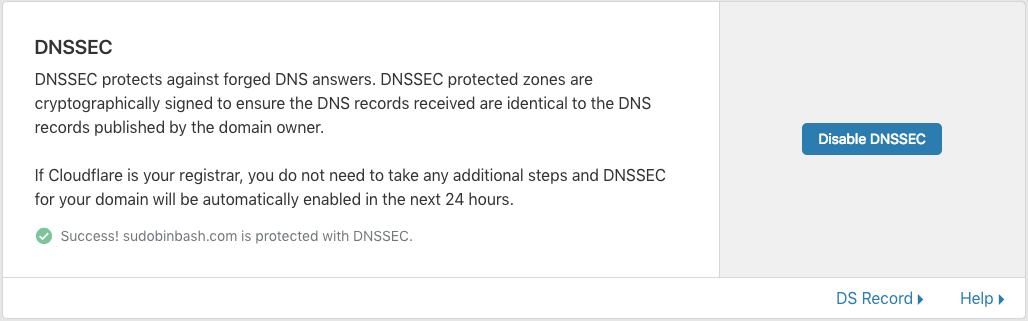 DNSSEC
DNSSEC protects against forged DNS answers. DNSSEC protected zones are
cryptographically signed to ensure the DNS records received are identical to the DNS
records published by the domain owner.
If Cloudflare is your registrar, you do not need to take any additional steps and DNSSEC
for your domain will be automatically enabled in the next 24 hours.
Success! sudobinbash.com is protected with DNSSEC.
Disable DNSSEC
DS Record
Help